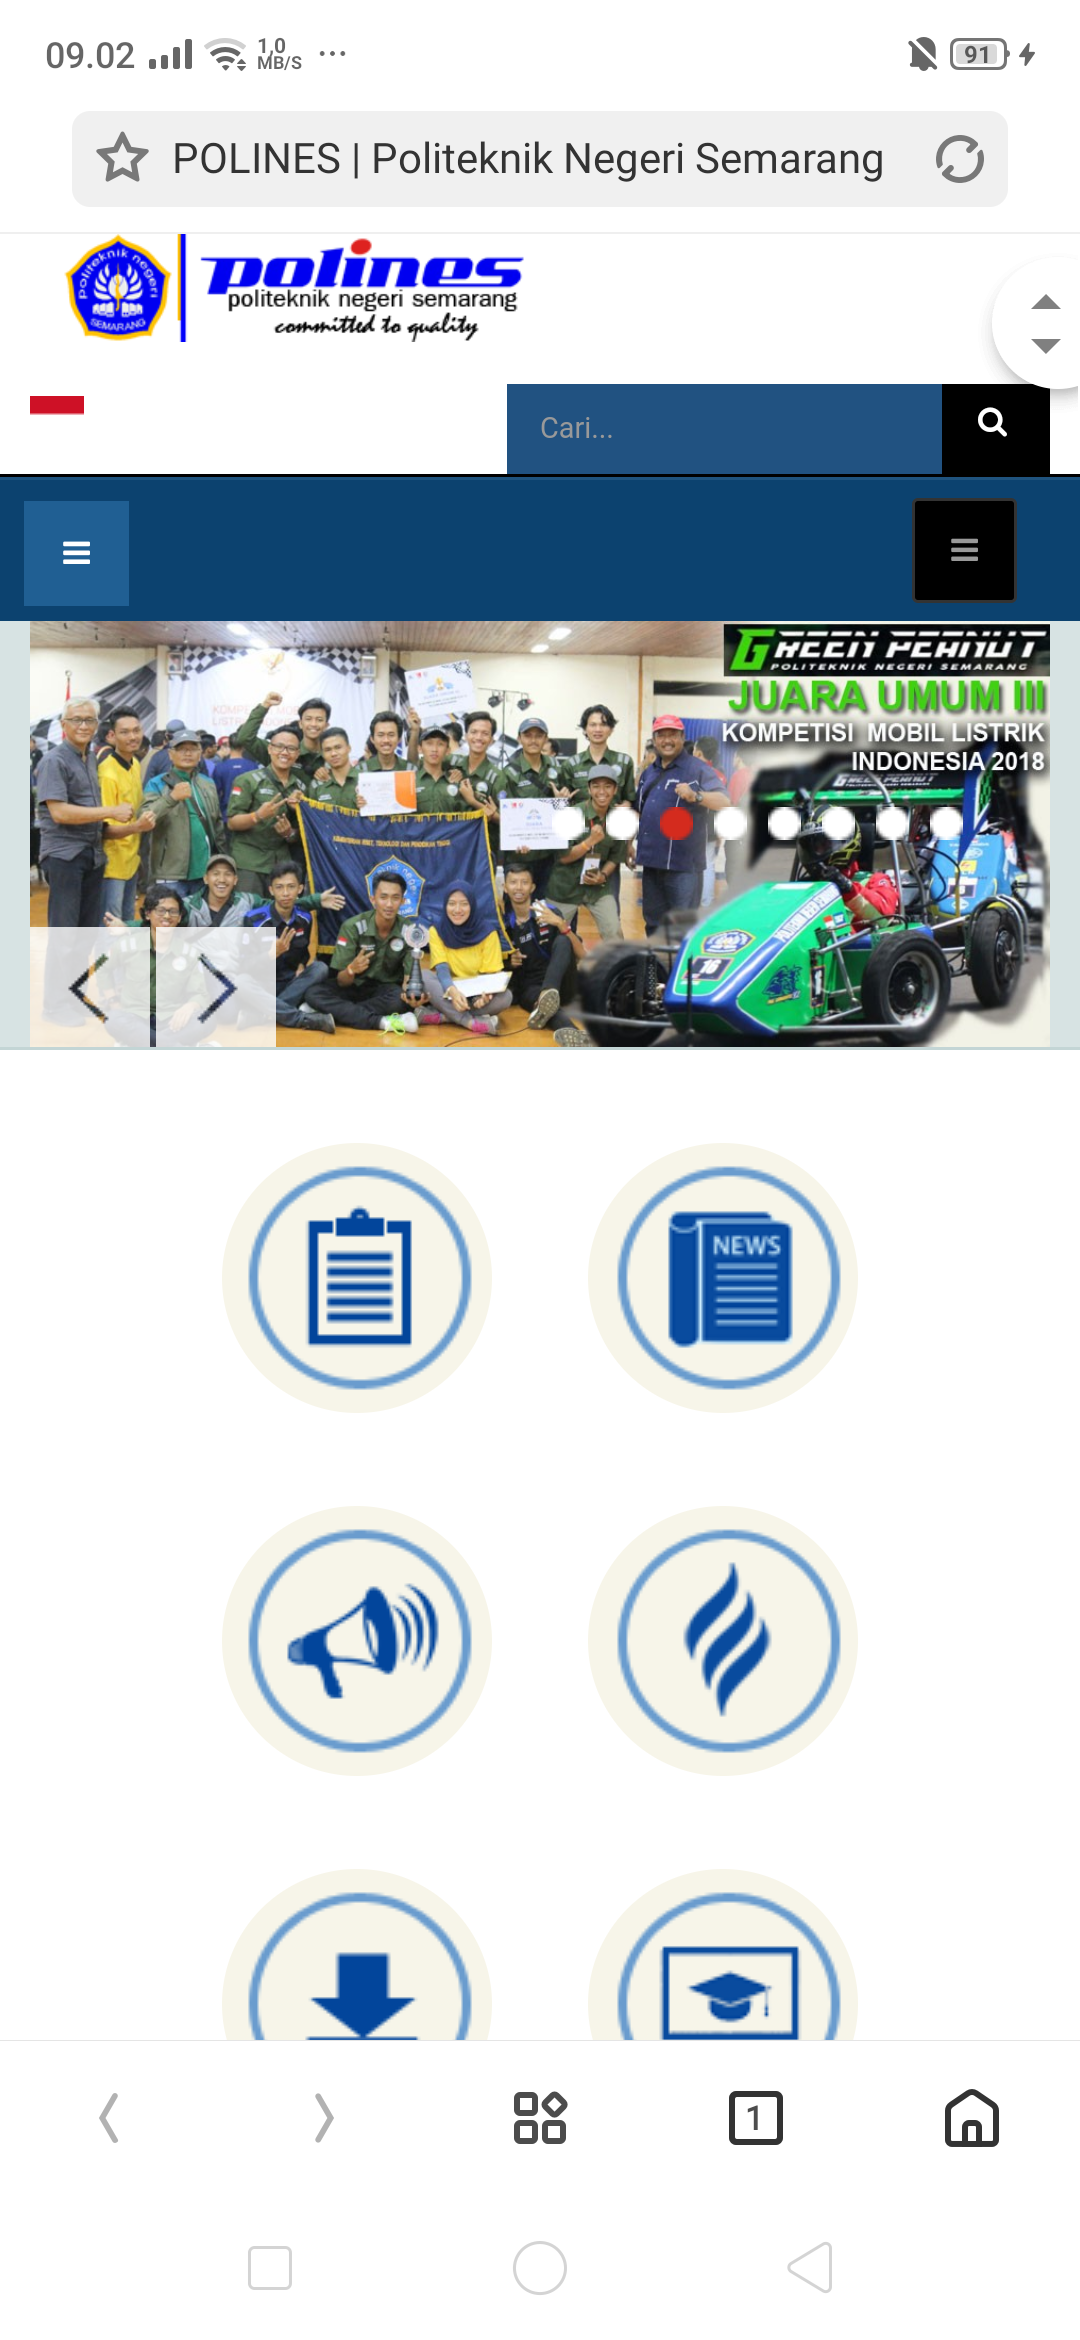 09.02
1,0
MB/S
91
POLINES | Politeknik Negeri Semarang
politeknik negeri
SEMARANG
polines
politeknik negeri semarang
committed to quality
Cari...
GREEN PEANUT
POLITEKNIK NEGERI SEMARANG
JUARA UMUM III
KOMPETISI MOBIL LISTRIK
INDONESIA 2018
16
NEWS
1